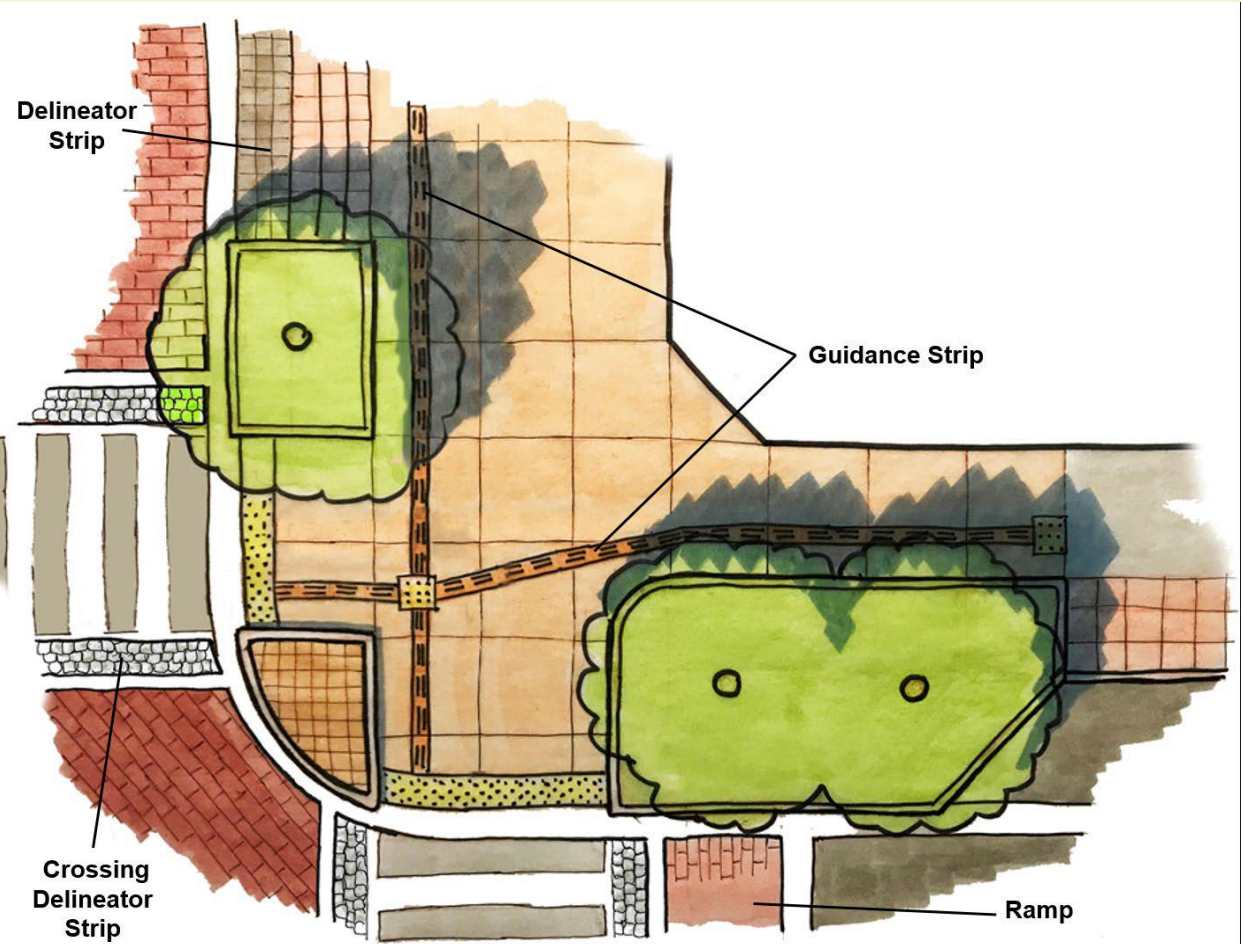 Delineator
Strip
Guidance Strip
Crossing
Delineator
Strip
Ramp